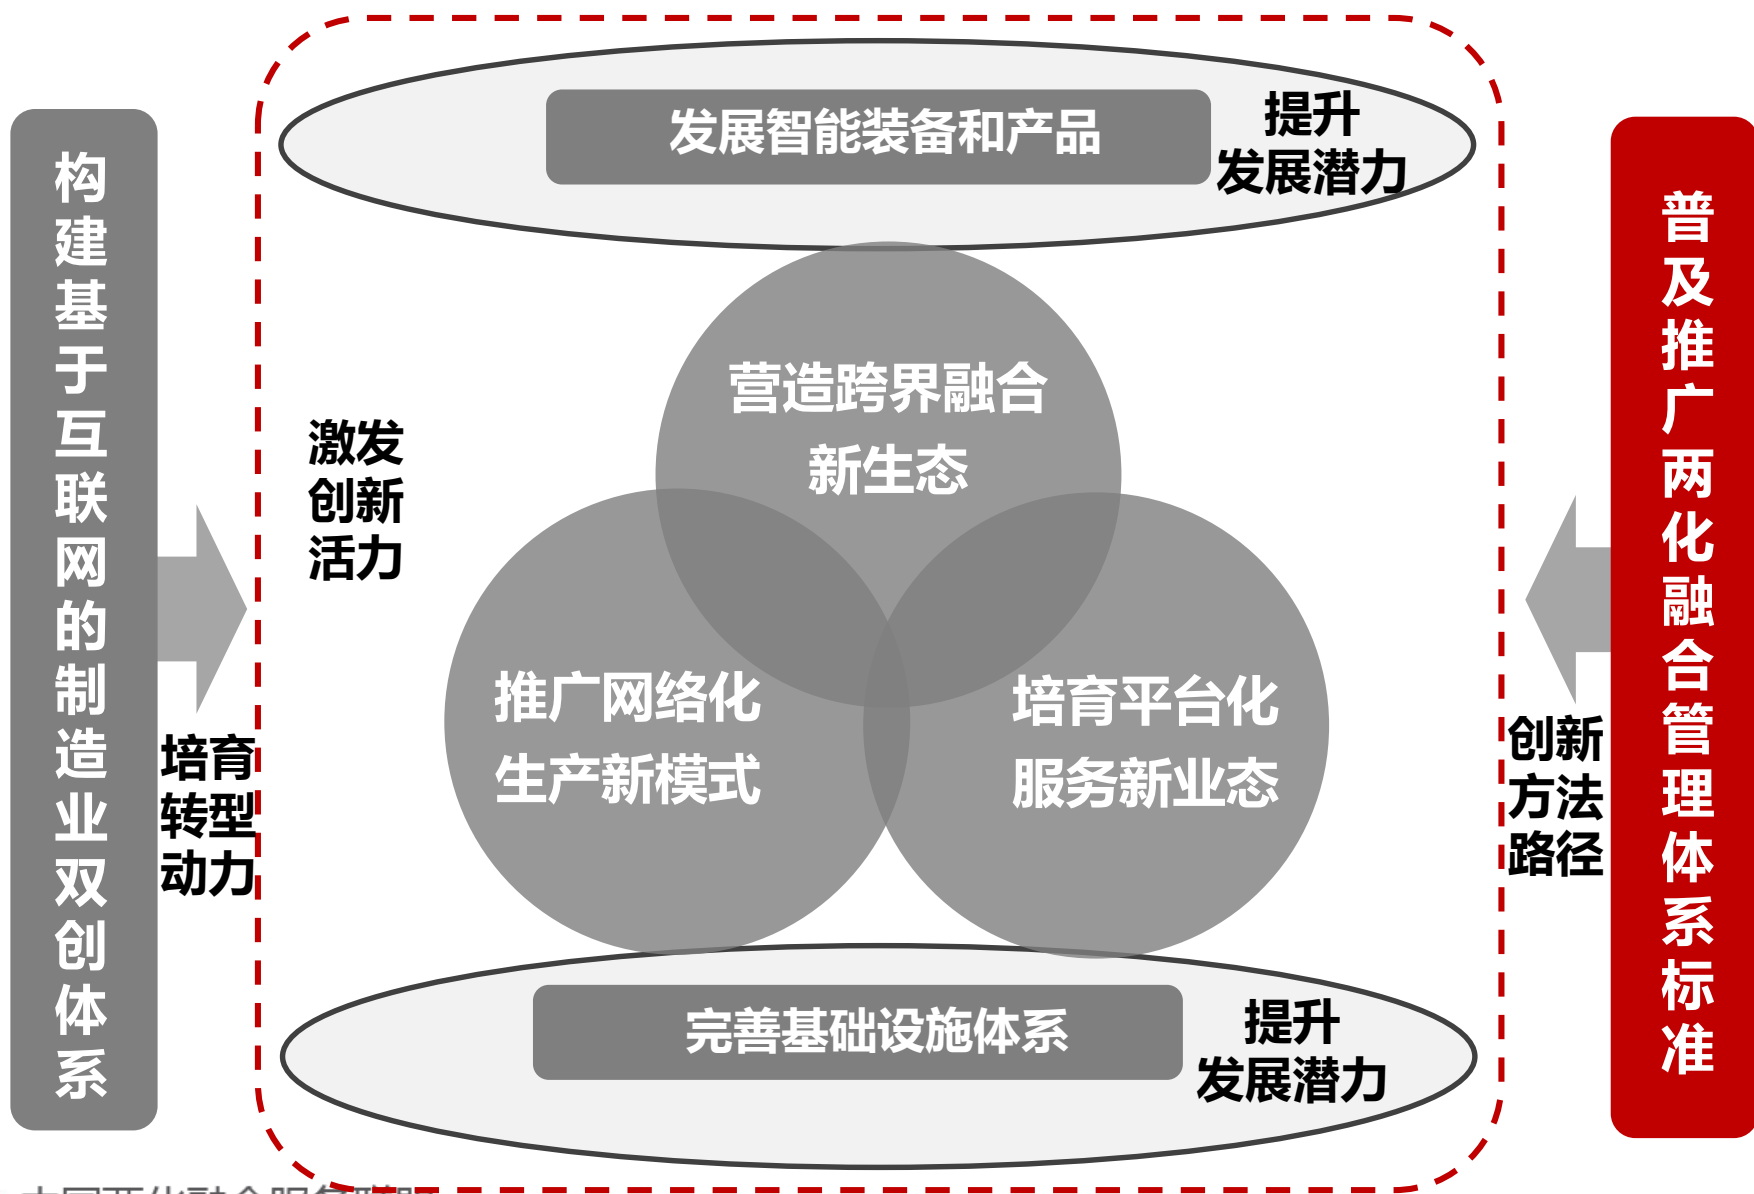 构建基于互联网的制造业双创体系
培育
转型
动力
发展智能装备和产品
提升
发展潜力
激发
创新
活力
营造跨界融合
新生态
推广网络化
生产新模式
培育平台化
服务新业态
完善基础设施体系
提升
发展潜力
创新
方法
路径
普及推广两化融合管理体系标准